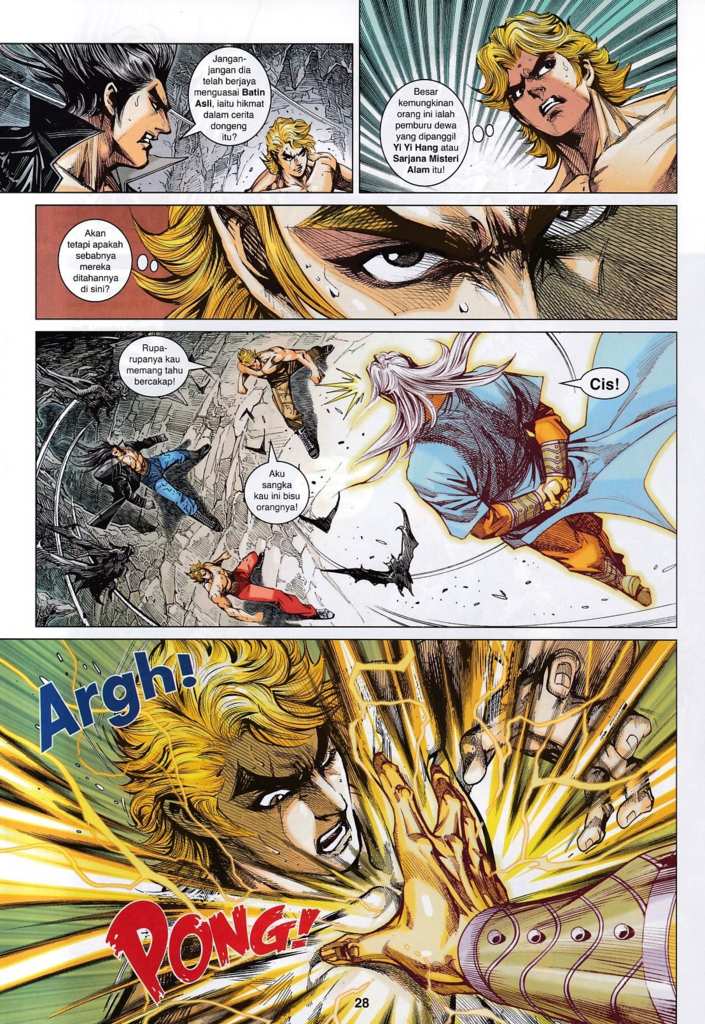 Jangan-
jangan dia
telah berjaya
menguasai Batin
Asli, iaitu hikmat
dalam cerita
dongeng
itu?
Besar
kemungkinan
orang ini ialah
pemburu dewa
yang dipanggil
Yi Yi Hang atau
Sarjana Misteri
Alam itu!
Akan
tetapi apakah
sebabnya
mereka
ditahannya
di sini?
Rupa-
rupanya kau
memang tahu
bercakap!
Cis!
Aku
sangka
kau ini bisu
orangnya!
Argh!
PONG!!
28